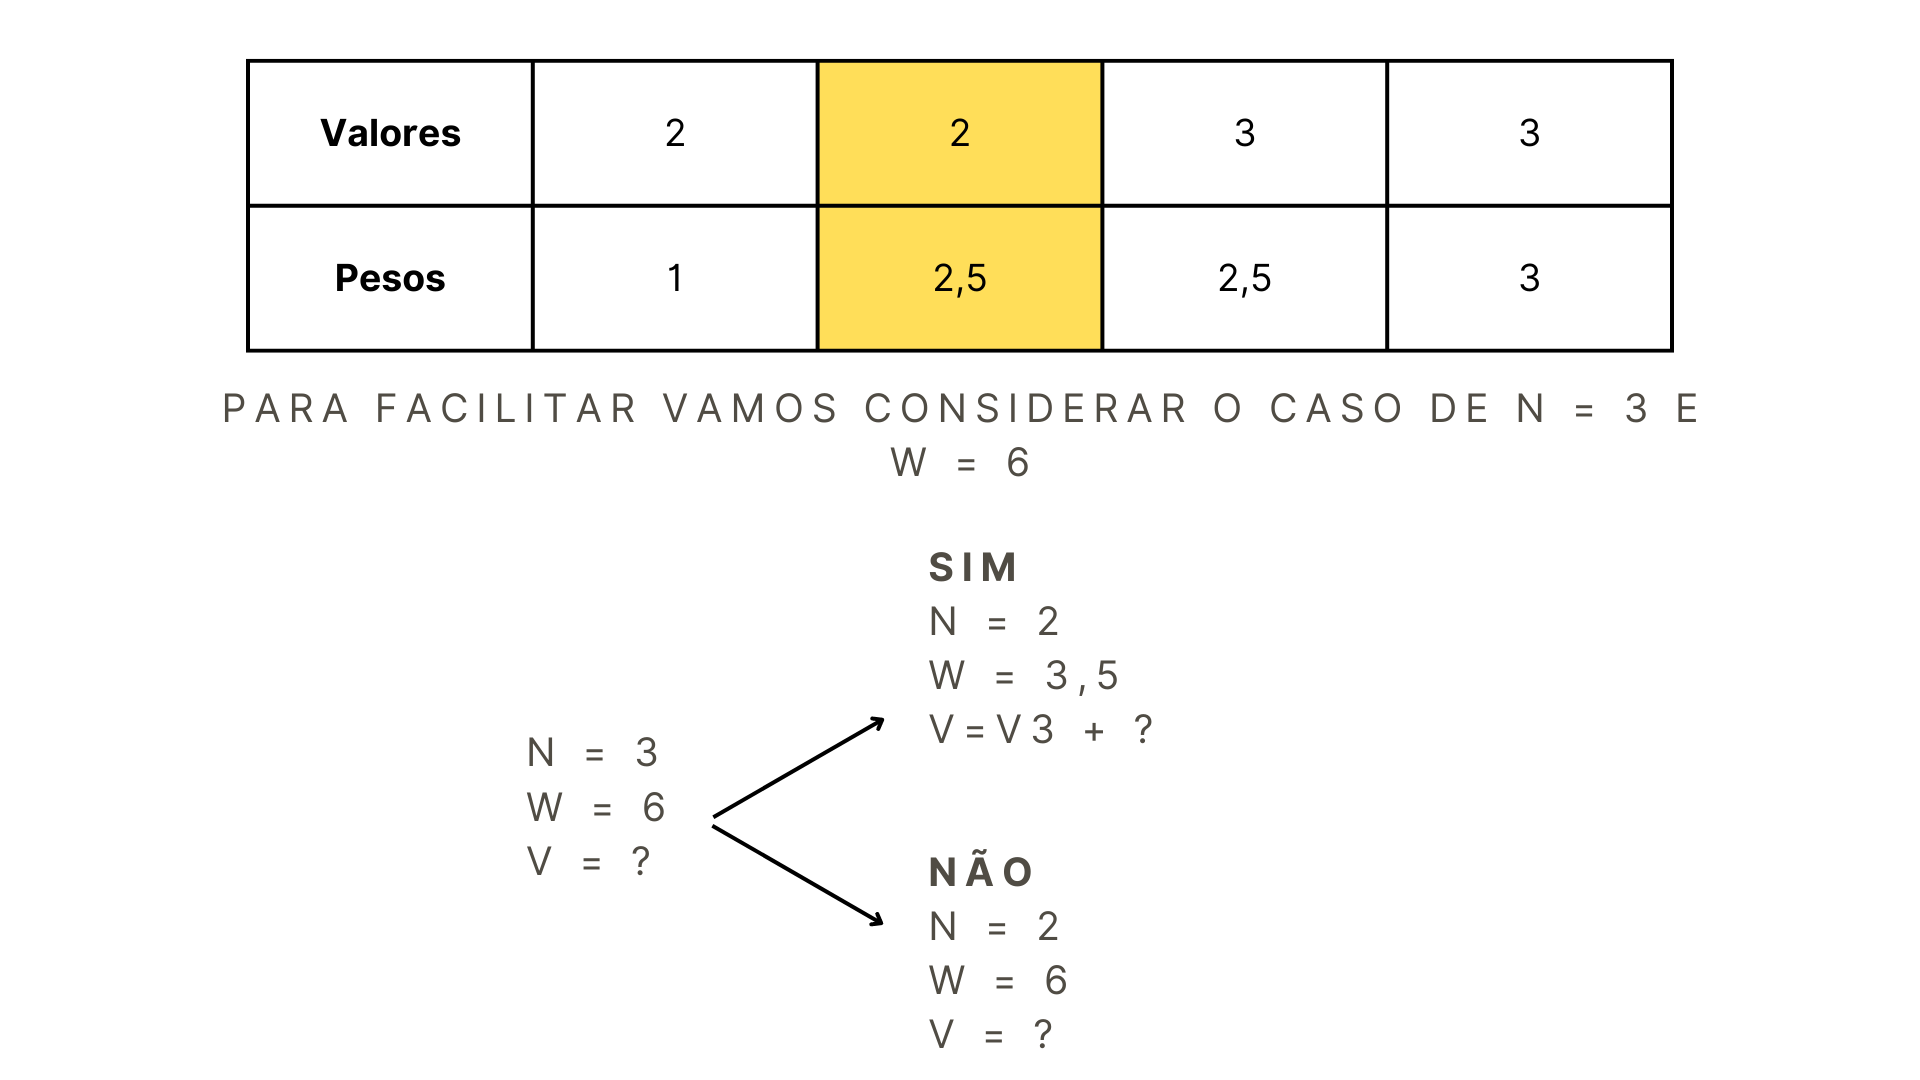 Valores 2 2 3 3
Pesos 1 2,5 2,5 3
PARA FACILITAR VAMOS CONSIDERAR O CASO DE N = 3 E
W = 6
SIM
N = 2
W = 3,5
V=V3 + ?
N = 3
W = 6
V = ?
NÃO
N = 2
W = 6
V = ?